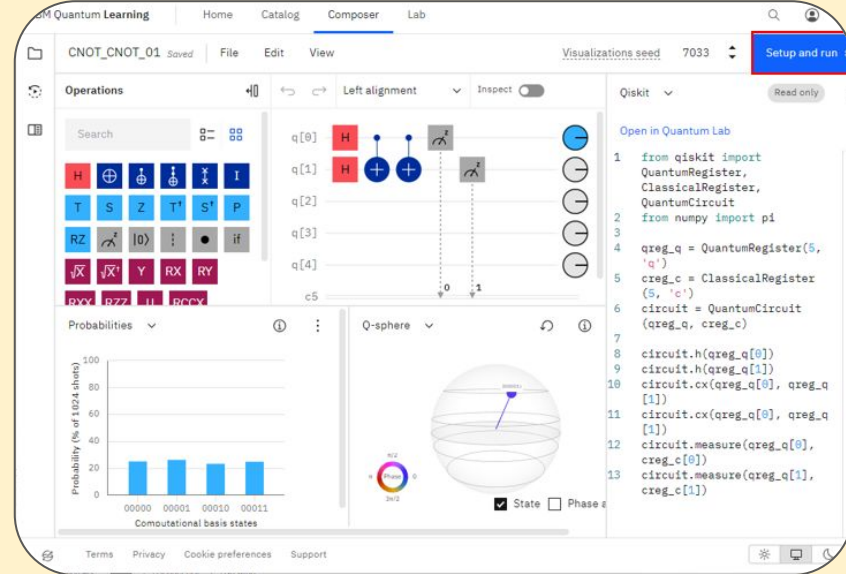 BM Quantum Learning Home Catalog Composer Lab
CNOT_CNOT_01 Saved File Edit View Visualizations seed 7033 Setup and run
Operations Left alignment Inspect Qiskit Read only
Search
Open in Quantum Lab
H I
T S Z T† S† P
RZ z |0⟩ if
√X √X† Y RX RY
RXX RZZ U RCCX
q[0] H z
q[1] H z
q[2]
q[3]
q[4]
c5 0 1
1 from qiskit import
QuantumRegister,
ClassicalRegister,
QuantumCircuit
2 from numpy import pi
3
4 qreg_q = QuantumRegister(5,
'q')
5 creg_c = ClassicalRegister
(5, 'c')
6 circuit = QuantumCircuit
(qreg_q, creg_c)
7
8 circuit.h(qreg_q[0])
9 circuit.h(qreg_q[1])
10 circuit.cx(qreg_q[0], qreg_q
[1])
11 circuit.cx(qreg_q[0], qreg_q
[1])
12 circuit.measure(qreg_q[0],
creg_c[0])
13 circuit.measure(qreg_q[1],
creg_c[1])
Probabilities
Probability (% of 1024 shots)
100
80
60
40
20
0
00000 00001 00010 00011
Computational basis states
Q-sphere
π/2
π Phase 0
3π/2
State Phase a
Terms Privacy Cookie preferences Support